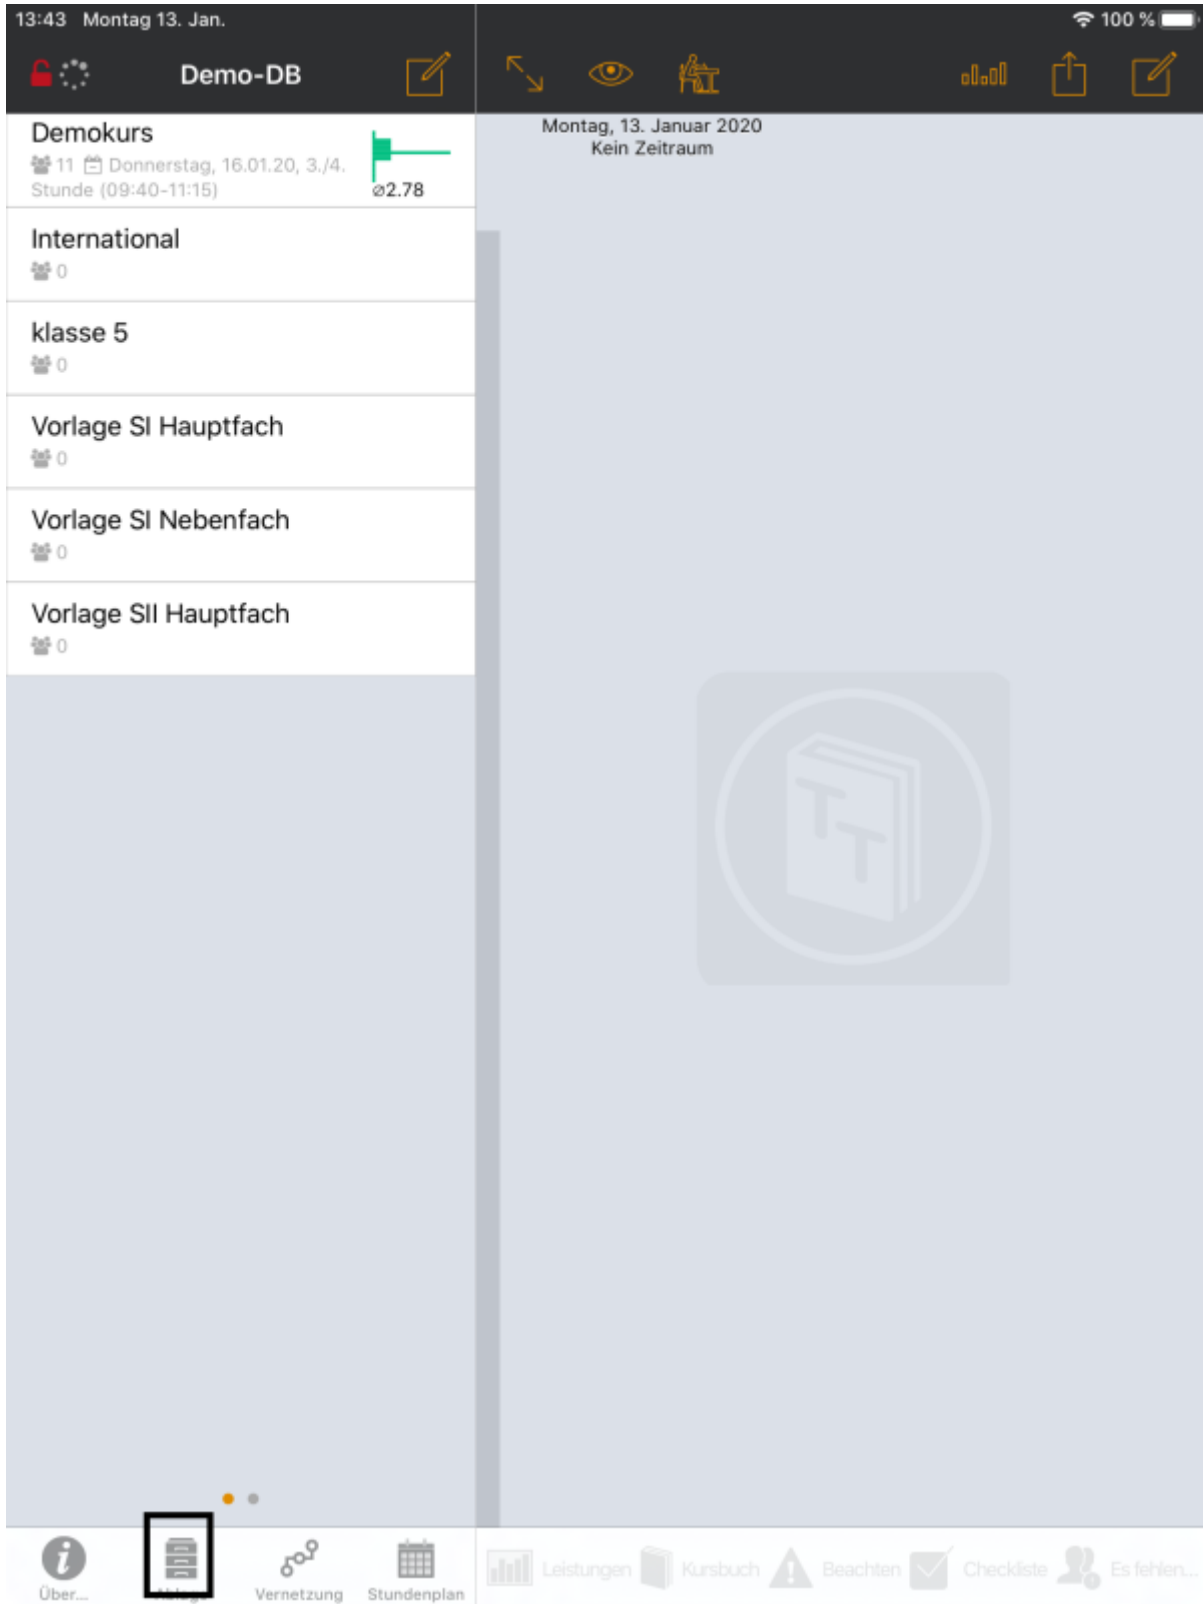 13:43 Montag 13. Jan.
100 %
Demo-DB
Demokurs
11 Donnerstag, 16.01.20, 3./4.
Stunde (09:40-11:15)
⌀2.78
International
0
klasse 5
0
Vorlage SI Hauptfach
0
Vorlage SI Nebenfach
0
Vorlage SII Hauptfach
0
Montag, 13. Januar 2020
Kein Zeitraum
TT
Über...
Ablage
Vernetzung
Stundenplan
Leistungen
Kursbuch
Beachten
Checkliste
Es fehlen...